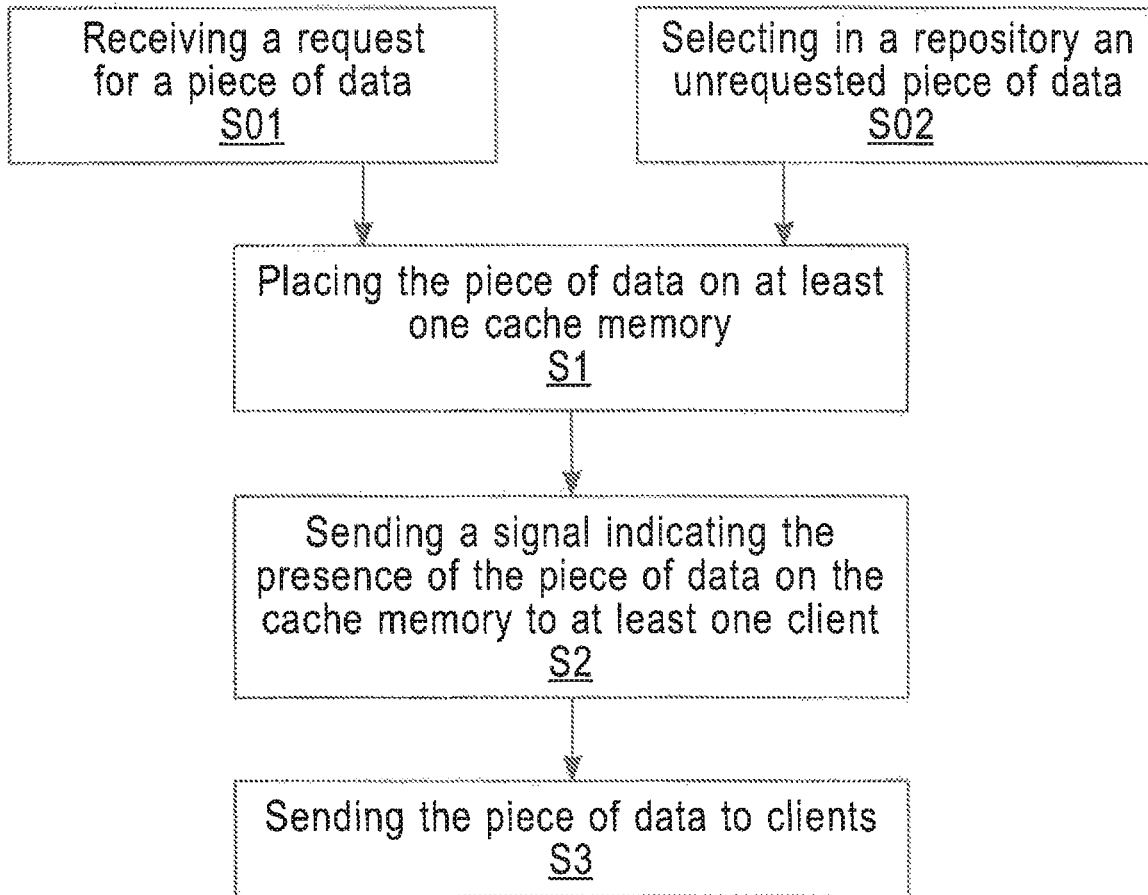 Receiving a request
for a piece of data
S01
Selecting in a repository an
unrequested piece of data
S02
Placing the piece of data on at least
one cache memory
S1
Sending a signal indicating the
presence of the piece of data on the
cache memory to at least one client
S2
Sending the piece of data to clients
S3